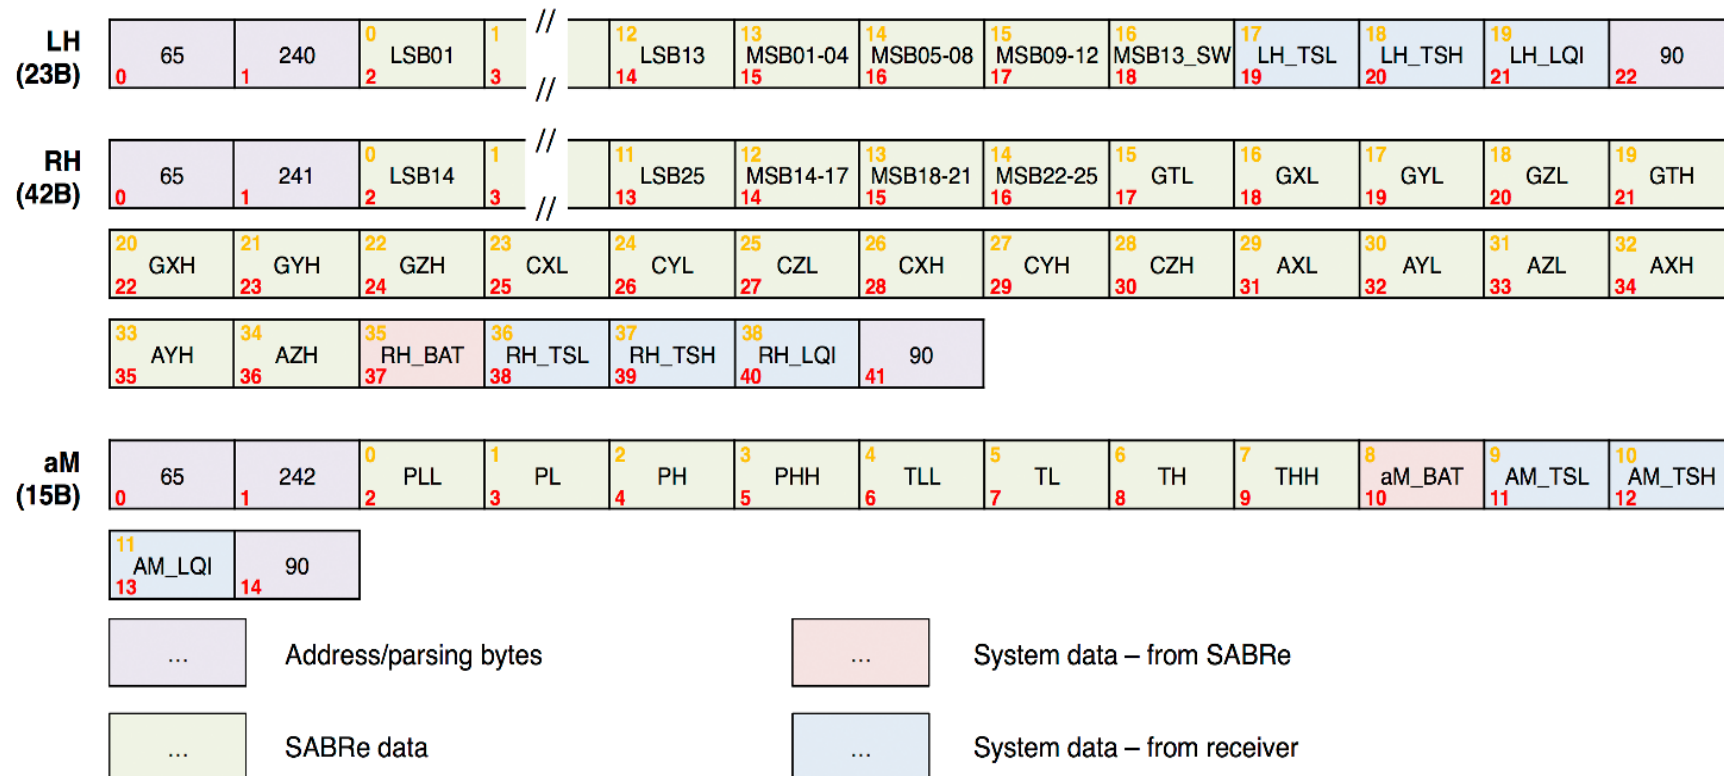 LH
(23B)
65 240 LSB01 // LSB13 MSB01-04 MSB05-08 MSB09-12 MSB13_SW LH_TSL LH_TSH LH_LQI 90
0 1 12 13 14 15 16 17 18 19
0 1 2 3 // 14 15 16 17 18 19 20 21 22
RH
(42B)
65 241 LSB14 // LSB25 MSB14-17 MSB18-21 MSB22-25 GTL GXL GYL GZL GTH
0 1 11 12 13 14 15 16 17 18 19
0 1 2 3 // 13 14 15 16 17 18 19 20 21
20 21 22 23 24 25 26 27 28 29 30 31 32
GXH GYH GZH CXL CYL CZL CXH CYH CZH AXL AYL AZL AXH
22 23 24 25 26 27 28 29 30 31 32 33 34
33 34 35 36 37 38
AYH AZH RH_BAT RH_TSL RH_TSH RH_LQI 90
35 36 37 38 39 40 41
aM
(15B)
0 1 2 3 4 5 6 7 8 9 10
65 242 PLL PL PH PHH TLL TL TH THH aM_BAT AM_TSL AM_TSH
0 1 2 3 4 5 6 7 8 9 10 11 12
11
AM_LQI 90
13 14
... Address/parsing bytes
... System data – from SABRe
... SABRe data
... System data – from receiver